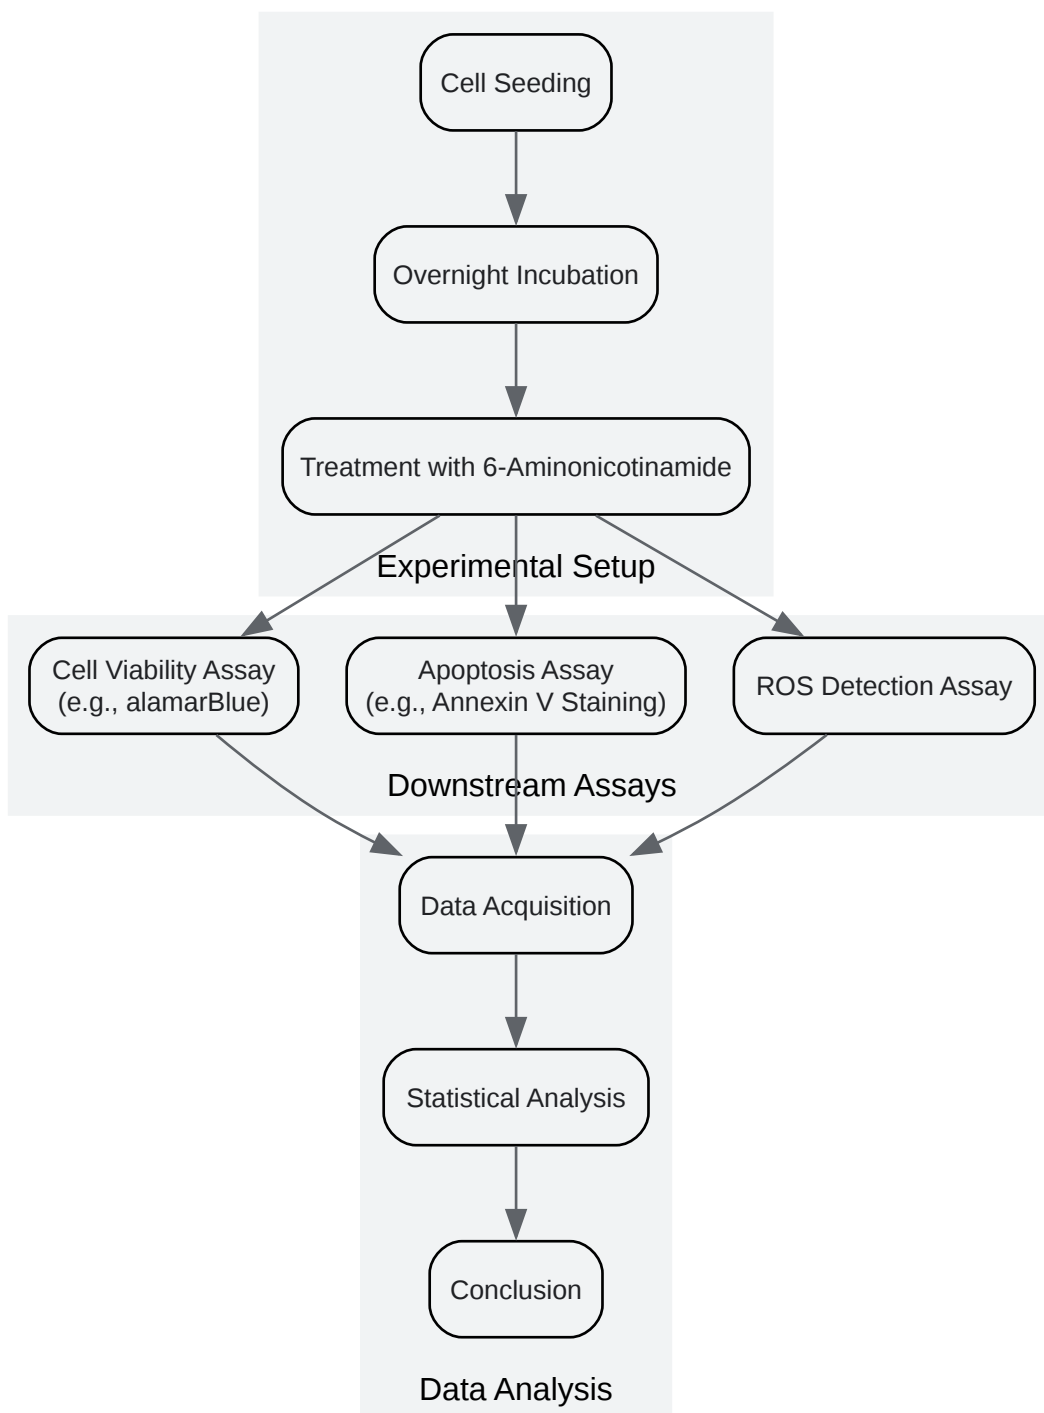 Cell Seeding
Overnight Incubation
Treatment with 6-Aminonicotinamide
Experimental Setup
Cell Viability Assay
(e.g., alamarBlue)
Apoptosis Assay
(e.g., Annexin V Staining)
ROS Detection Assay
Downstream Assays
Data Acquisition
Statistical Analysis
Conclusion
Data Analysis